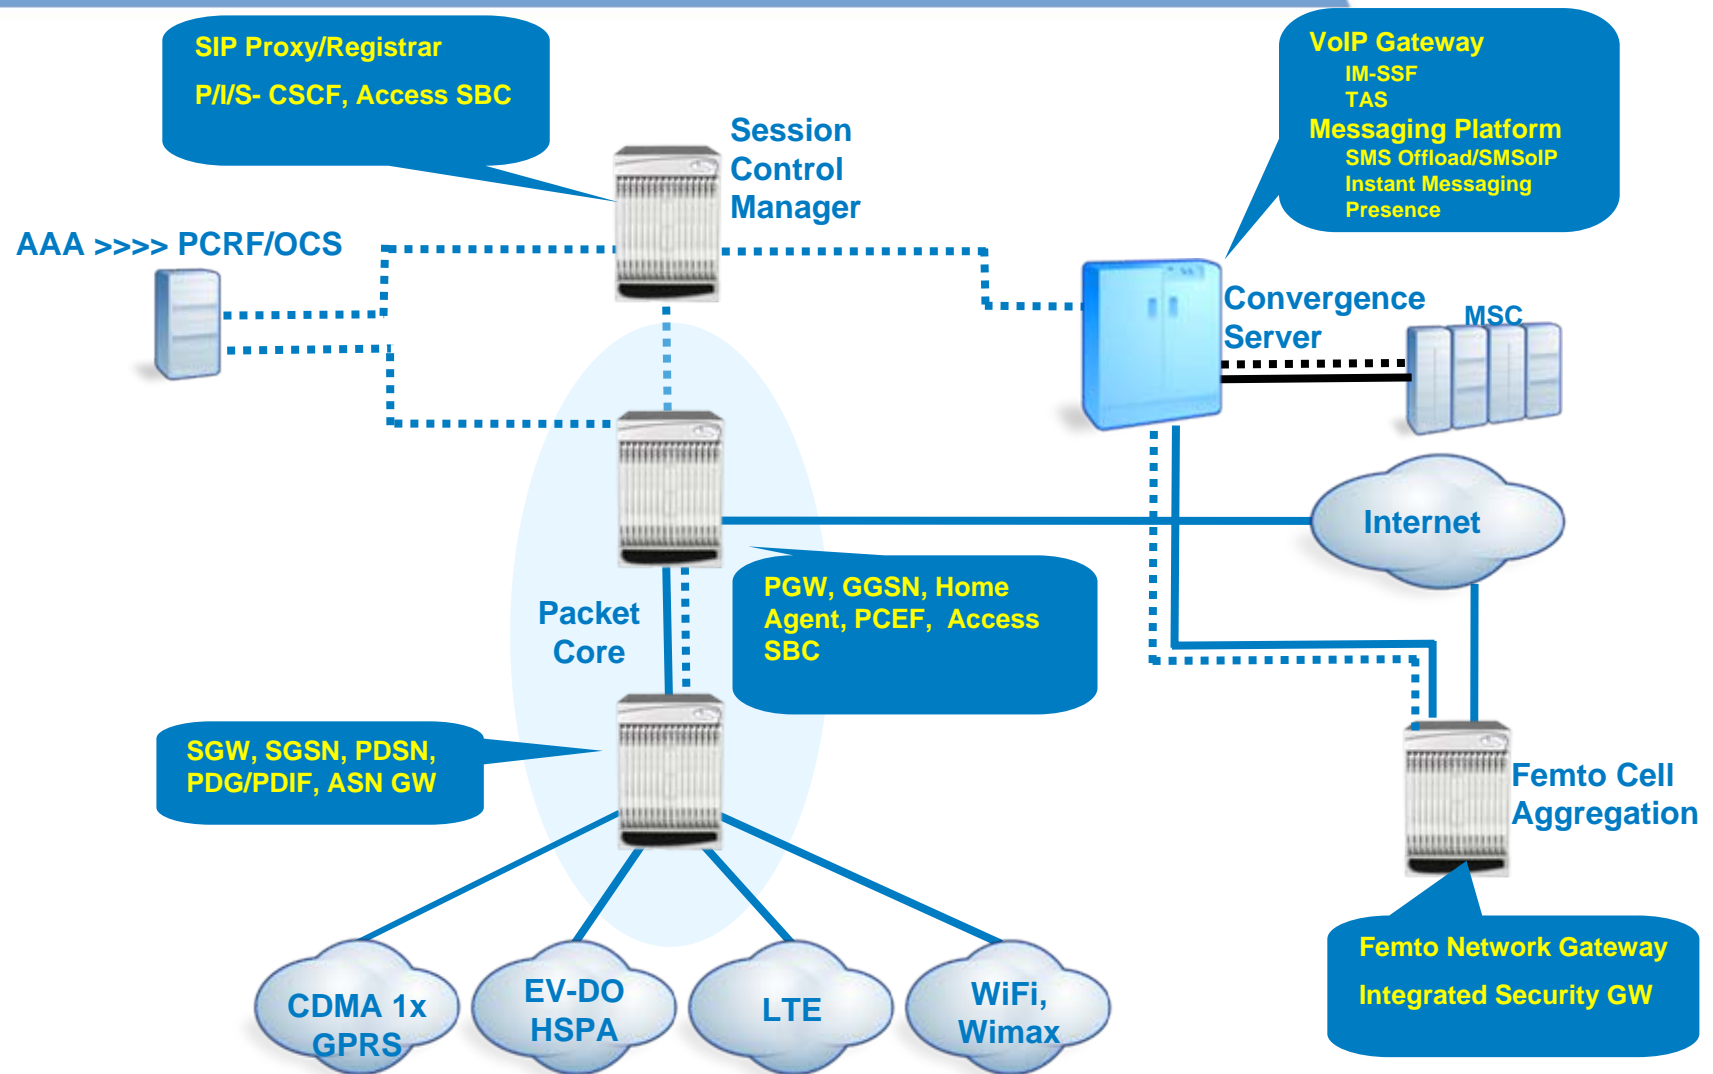 SIP Proxy/Registrar
P/I/S- CSCF, Access SBC
VoIP Gateway
IM-SSF
TAS
Messaging Platform
SMS Offload/SMSoIP
Instant Messaging
Presence
Session
Control
Manager
AAA >>>> PCRF/OCS
Convergence
Server
MSC
Internet
PGW, GGSN, Home
Agent, PCEF, Access
SBC
Packet
Core
SGW, SGSN, PDSN,
PDG/PDIF, ASN GW
Femto Cell
Aggregation
Femto Network Gateway
Integrated Security GW
CDMA 1x
GPRS
EV-DO
HSPA
LTE
WiFi,
Wimax